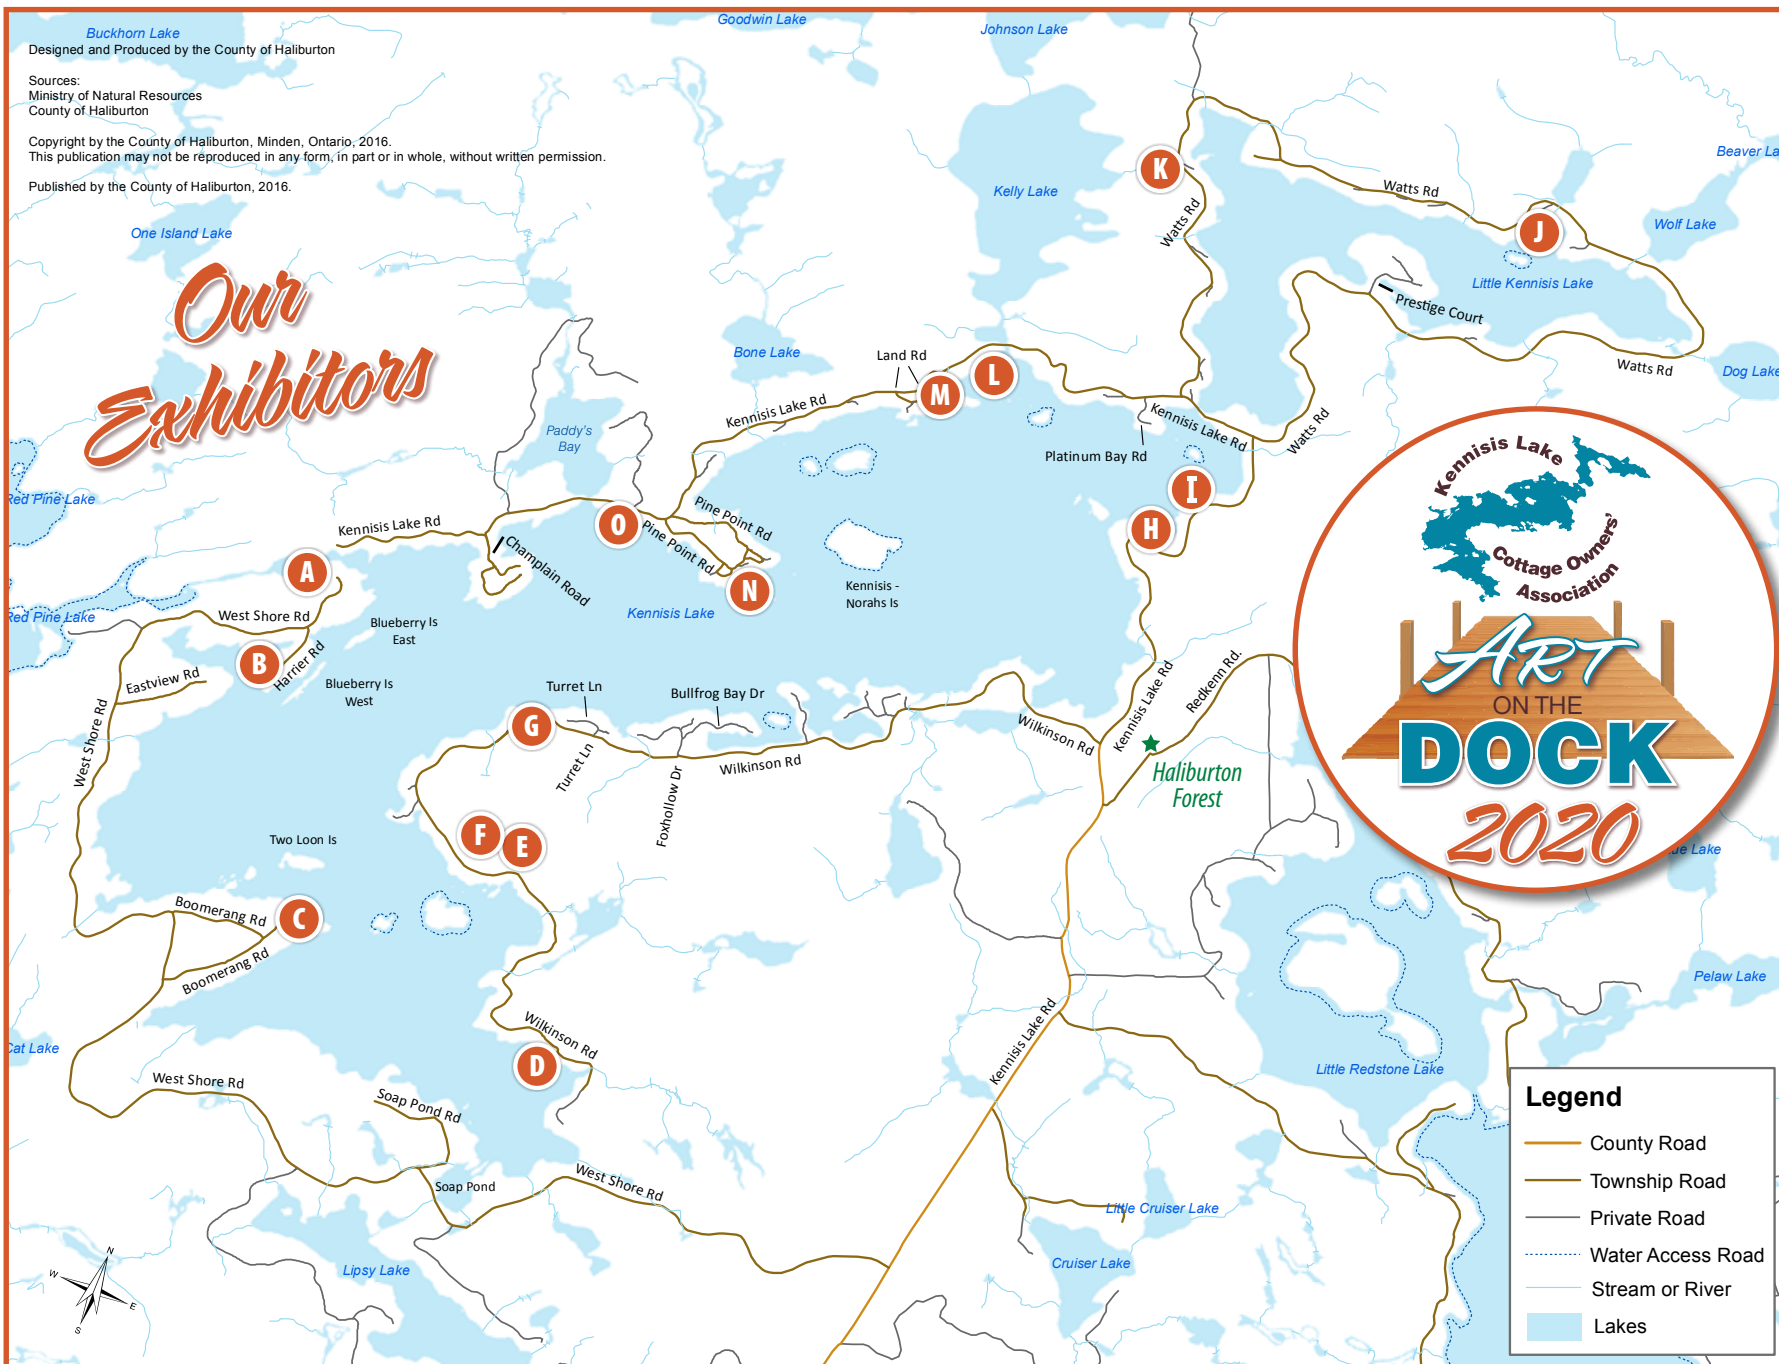 Buckhorn Lake
Goodwin Lake
Johnson Lake
Designed and Produced by the County of Haliburton
Sources:
Ministry of Natural Resources
County of Haliburton
Copyright by the County of Haliburton, Minden, Ontario, 2016.
This publication may not be reproduced in any form, in part or in whole, without written permission.
Published by the County of Haliburton, 2016.
Beaver La
K
Kelly Lake
Watts Rd
Watts Rd
J
Wolf Lake
One Island Lake
Little Kennisis Lake
Prestige Court
Our
Exhibitors
Bone Lake
Land Rd
M
L
Watts Rd
Dog Lake
Kennisis Lake Rd
Kennisis Lake Rd
Watts Rd
Paddy's
Bay
Platinum Bay Rd
I
H
Red Pine Lake
Kennisis Lake Rd
O
Pine Point Rd
Pine Point Rd
N
Champlain Road
A
Kennisis -
Norahs Is
Kennisis Lake
Red Pine Lake
West Shore Rd
Blueberry Is
East
B
Harrier Rd
Eastview Rd
Blueberry Is
West
Turret Ln
Bullfrog Bay Dr
G
Turret Ln
Foxhollow Dr
Wilkinson Rd
Wilkinson Rd
Kennisis Lake Rd
Redkenn Rd.
Haliburton
Forest
West Shore Rd
F
E
Two Loon Is
Boomerang Rd
C
Boomerang Rd
Kennisis Lake
Cottage Owners'
Association
ART
ON THE
DOCK
2020
ue Lake
Pelaw Lake
Cat Lake
Wilkinson Rd
D
Kennisis Lake Rd
Little Redstone Lake
West Shore Rd
Soap Pond Rd
Soap Pond
West Shore Rd
Little Cruiser Lake
Cruiser Lake
Lipsy Lake
N
W
E
S
Legend
County Road
Township Road
Private Road
Water Access Road
Stream or River
Lakes